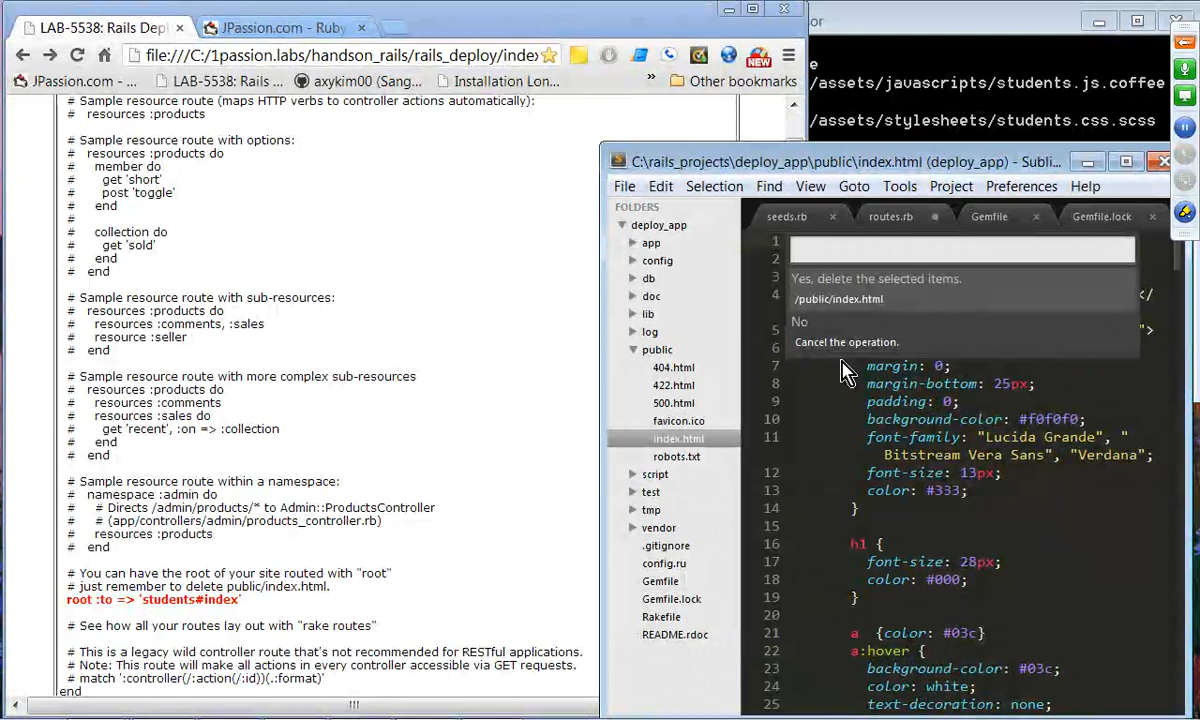 LAB-5538: Rails Dep
JPassion.com - Ruby
or
file:///C:/1passion.labs/handson_rails/rails_deploy/index
NEW
JPassion.com - ...
LAB-5538: Rails ...
axykim00 (Sang...
Installation Lon...
»
Other bookmarks
# Sample resource route (maps HTTP verbs to controller actions automatically):
# resources :products
# Sample resource route with options:
# resources :products do
# member do
# get 'short'
# post 'toggle'
# end
#
# collection do
# get 'sold'
# end
# end
# Sample resource route with sub-resources:
# resources :products do
# resources :comments, :sales
# resource :seller
# end
# Sample resource route with more complex sub-resources
# resources :products do
# resources :comments
# resources :sales do
# get 'recent', :on => :collection
# end
# end
# Sample resource route within a namespace:
# namespace :admin do
# # Directs /admin/products/* to Admin::ProductsController
# # (app/controllers/admin/products_controller.rb)
# resources :products
# end
# You can have the root of your site routed with "root"
# just remember to delete public/index.html.
root :to => 'students#index'
# See how all your routes lay out with "rake routes"
# This is a legacy wild controller route that's not recommended for RESTful applications.
# Note: This route will make all actions in every controller accessible via GET requests.
# match ':controller(/:action(/:id))(.:format)'
end
e
/assets/javascripts/students.js.coffee
/assets/stylesheets/students.css.scss
C:\rails_projects\deploy_app\public\index.html (deploy_app) - Subli...
File Edit Selection Find View Goto Tools Project Preferences Help
FOLDERS
deploy_app
app
config
db
doc
lib
log
public
404.html
422.html
500.html
favicon.ico
index.html
robots.txt
script
test
tmp
vendor
.gitignore
config.ru
Gemfile
Gemfile.lock
Rakefile
README.rdoc
seeds.rb
routes.rb
Gemfile
Gemfile.lock
Yes, delete the selected items.
/public/index.html
No
Cancel the operation.
1
2
3
4 </
5 ">
6
7 margin: 0;
8 margin-bottom: 25px;
9 padding: 0;
10 background-color: #f0f0f0;
11 font-family: "Lucida Grande", "
Bitstream Vera Sans", "Verdana";
12 font-size: 13px;
13 color: #333;
14 }
15
16 h1 {
17 font-size: 28px;
18 color: #000;
19 }
20
21 a {color: #03c}
22 a:hover {
23 background-color: #03c;
24 color: white;
25 text-decoration: none;